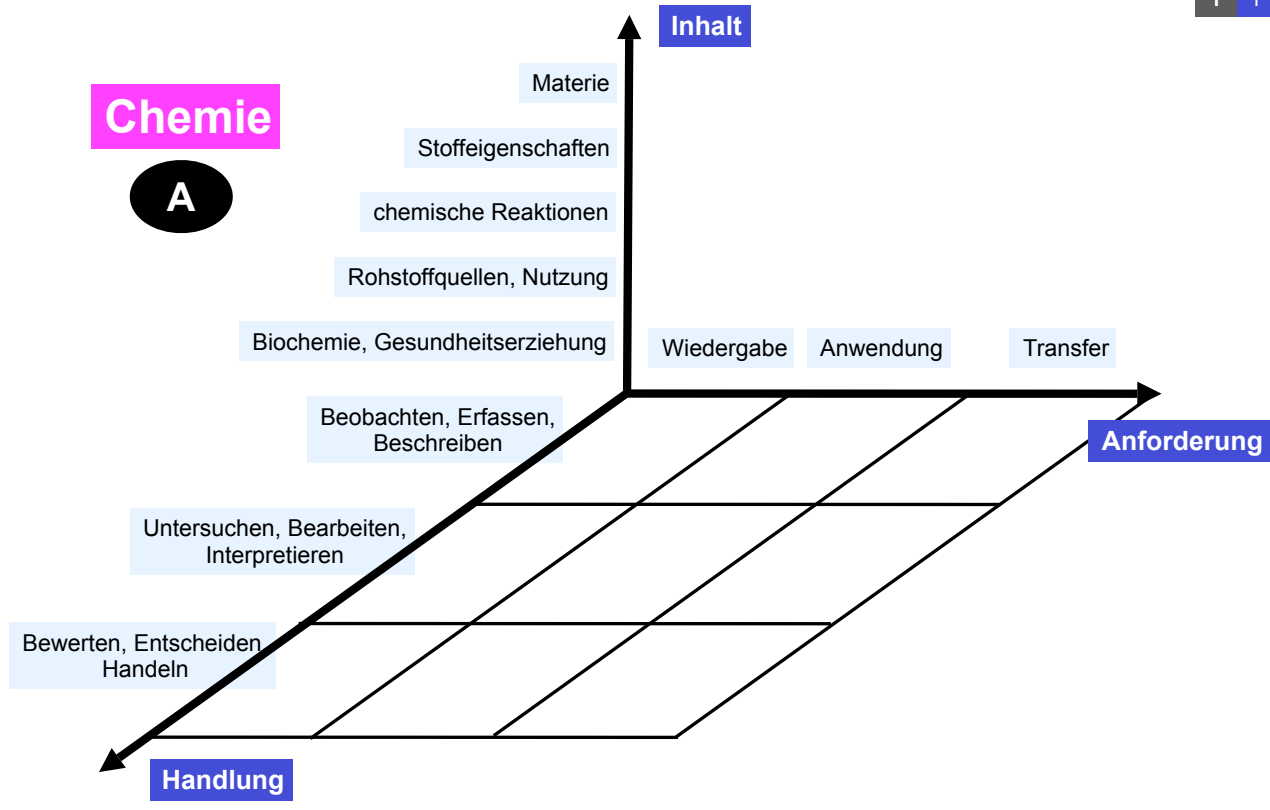 Inhalt
Materie
Chemie
Stoffeigenschaften
A
chemische Reaktionen
Rohstoffquellen, Nutzung
Biochemie, Gesundheitserziehung
Wiedergabe
Anwendung
Transfer
Beobachten, Erfassen,
Beschreiben
Anforderung
Untersuchen, Bearbeiten,
Interpretieren
Bewerten, Entscheiden
Handeln
Handlung